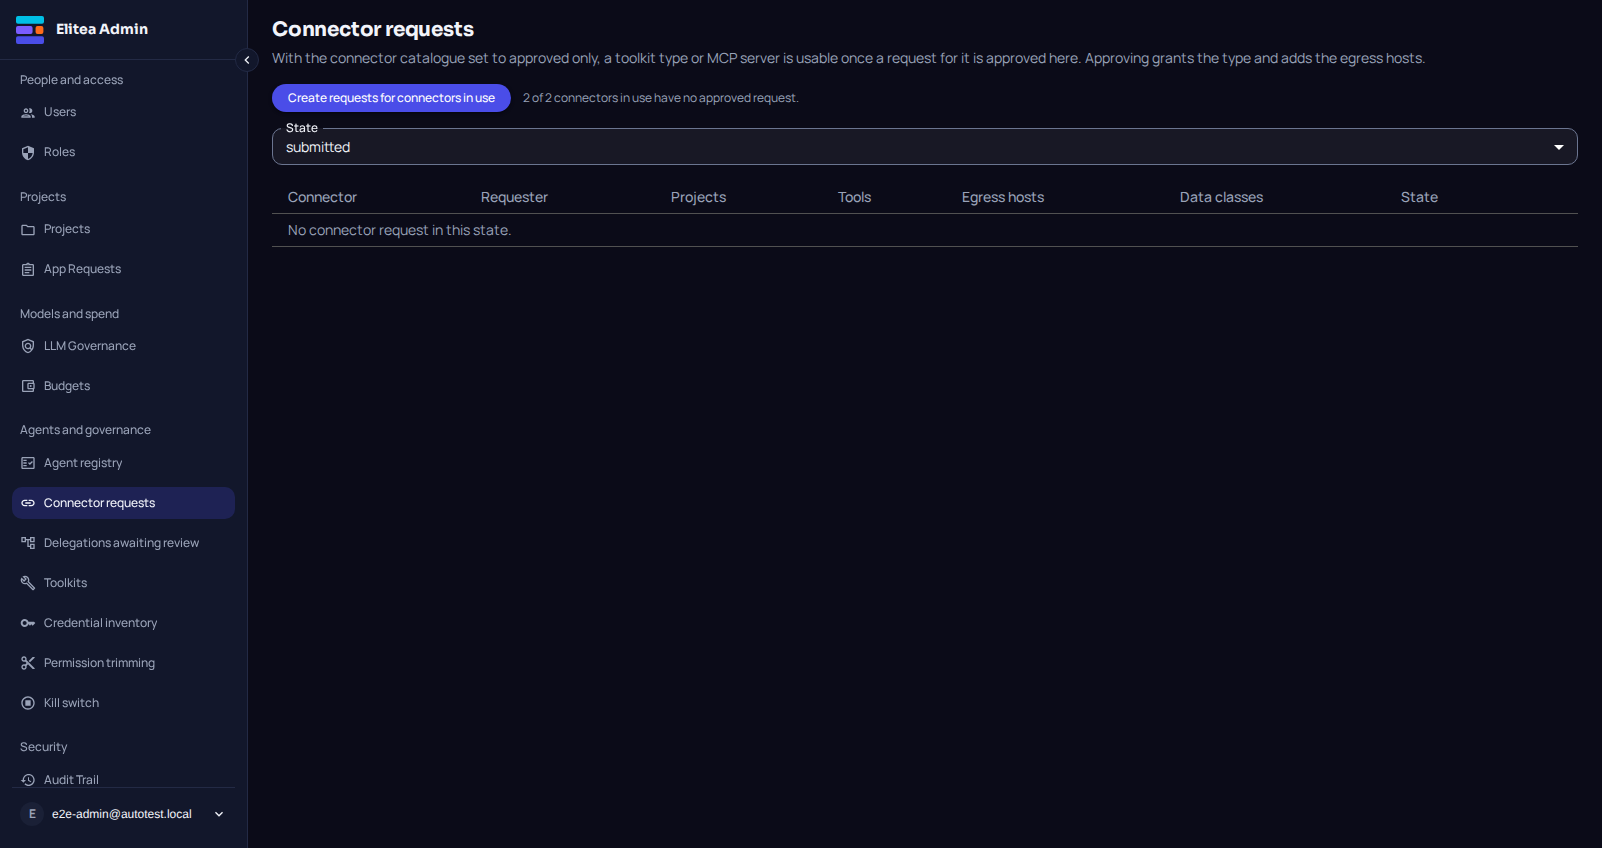 Elitea Admin
People and access
Users
Roles
Projects
Projects
App Requests
Models and spend
LLM Governance
Budgets
Agents and governance
Agent registry
Connector requests
Delegations awaiting review
Toolkits
Credential inventory
Permission trimming
Kill switch
Security
Audit Trail
E e2e-admin@autotest.local
Connector requests
With the connector catalogue set to approved only, a toolkit type or MCP server is usable once a request for it is approved here. Approving grants the type and adds the egress hosts.
Create requests for connectors in use 2 of 2 connectors in use have no approved request.
State
submitted
Connector Requester Projects Tools Egress hosts Data classes State
No connector request in this state.